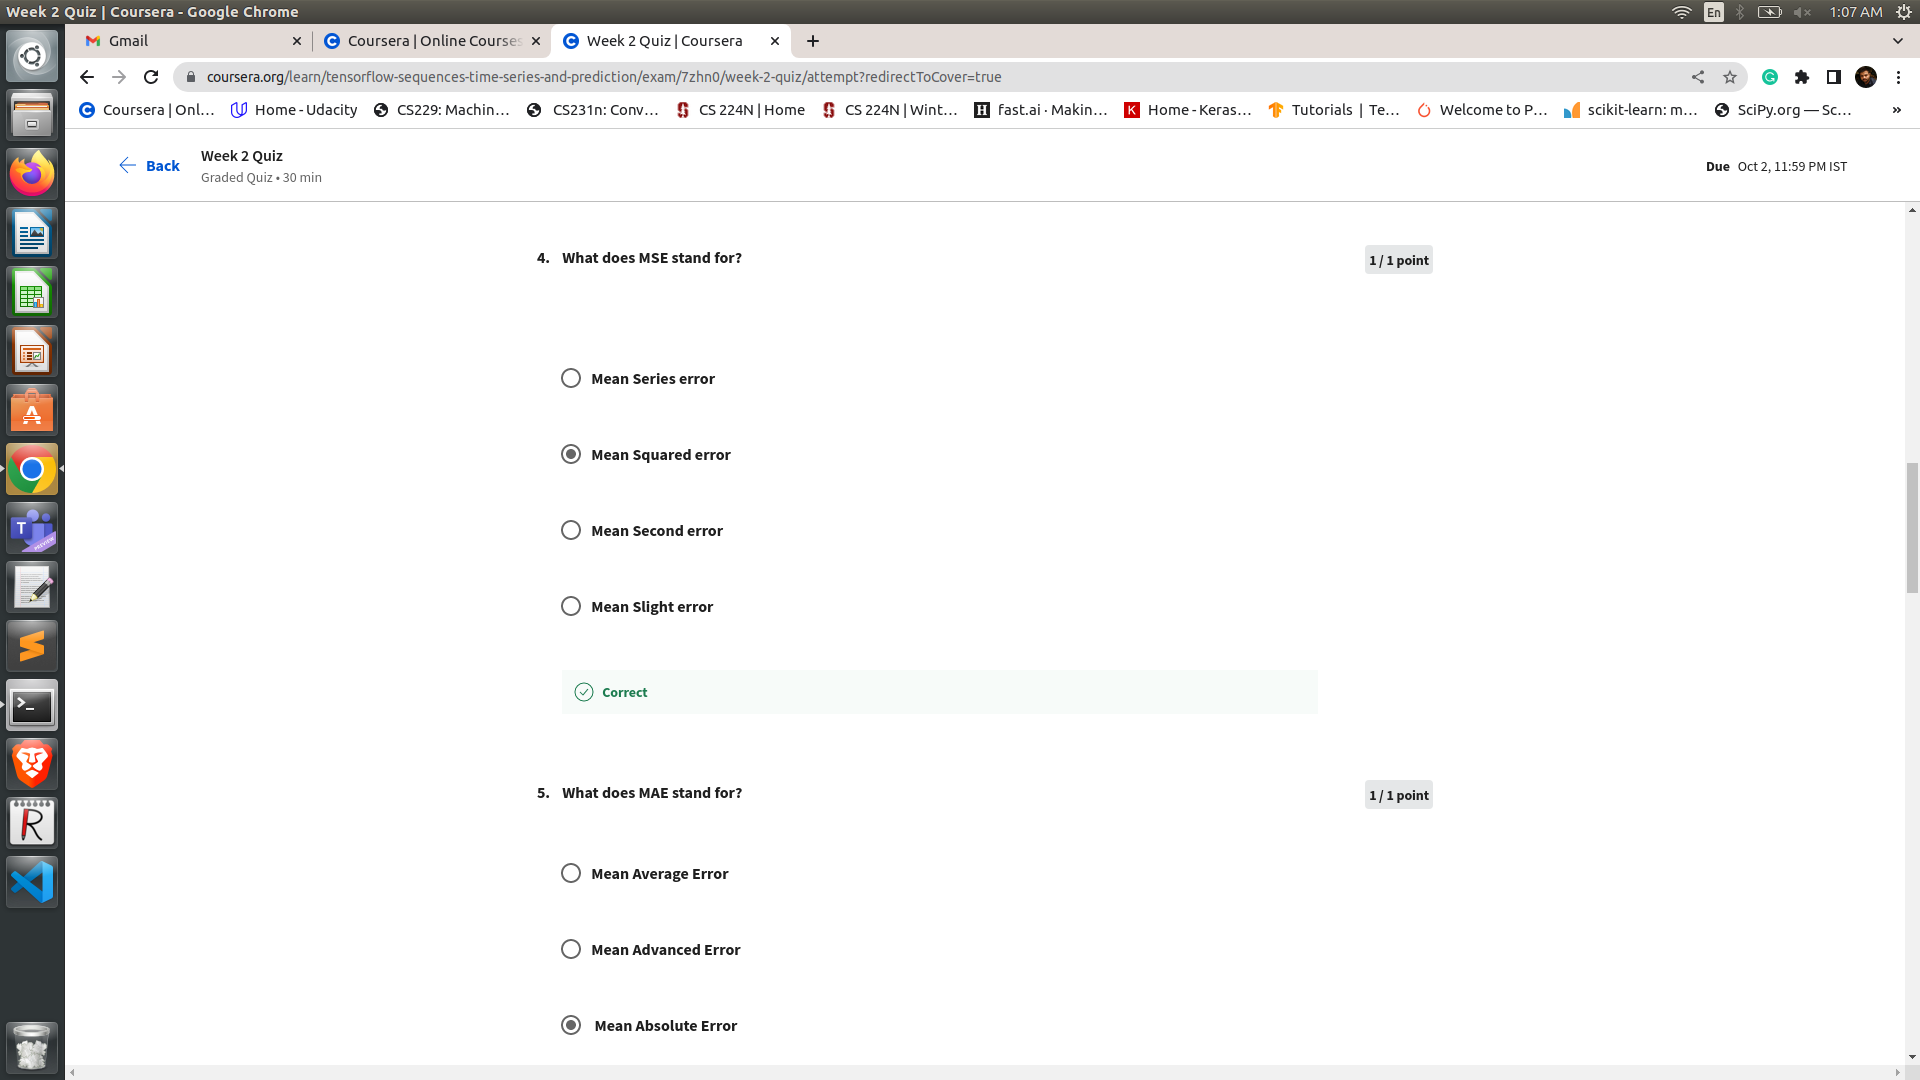 Week 2 Quiz | Coursera - Google Chrome
En
1:07 AM
Gmail
Coursera | Online Courses
Week 2 Quiz | Coursera
coursera.org/learn/tensorflow-sequences-time-series-and-prediction/exam/7zhn0/week-2-quiz/attempt?redirectToCover=true
Coursera | Onl...
Home - Udacity
CS229: Machin...
CS231n: Conv...
CS 224N | Home
CS 224N | Wint...
H
fast.ai · Makin...
K
Home - Keras...
Tutorials | Te...
Welcome to P...
scikit-learn: m...
SciPy.org — Sc...
»
Back
Week 2 Quiz
Graded Quiz • 30 min
Due Oct 2, 11:59 PM IST
4. What does MSE stand for?
1 / 1 point
Mean Series error
Mean Squared error
Mean Second error
Mean Slight error
Correct
5. What does MAE stand for?
1 / 1 point
Mean Average Error
Mean Advanced Error
Mean Absolute Error